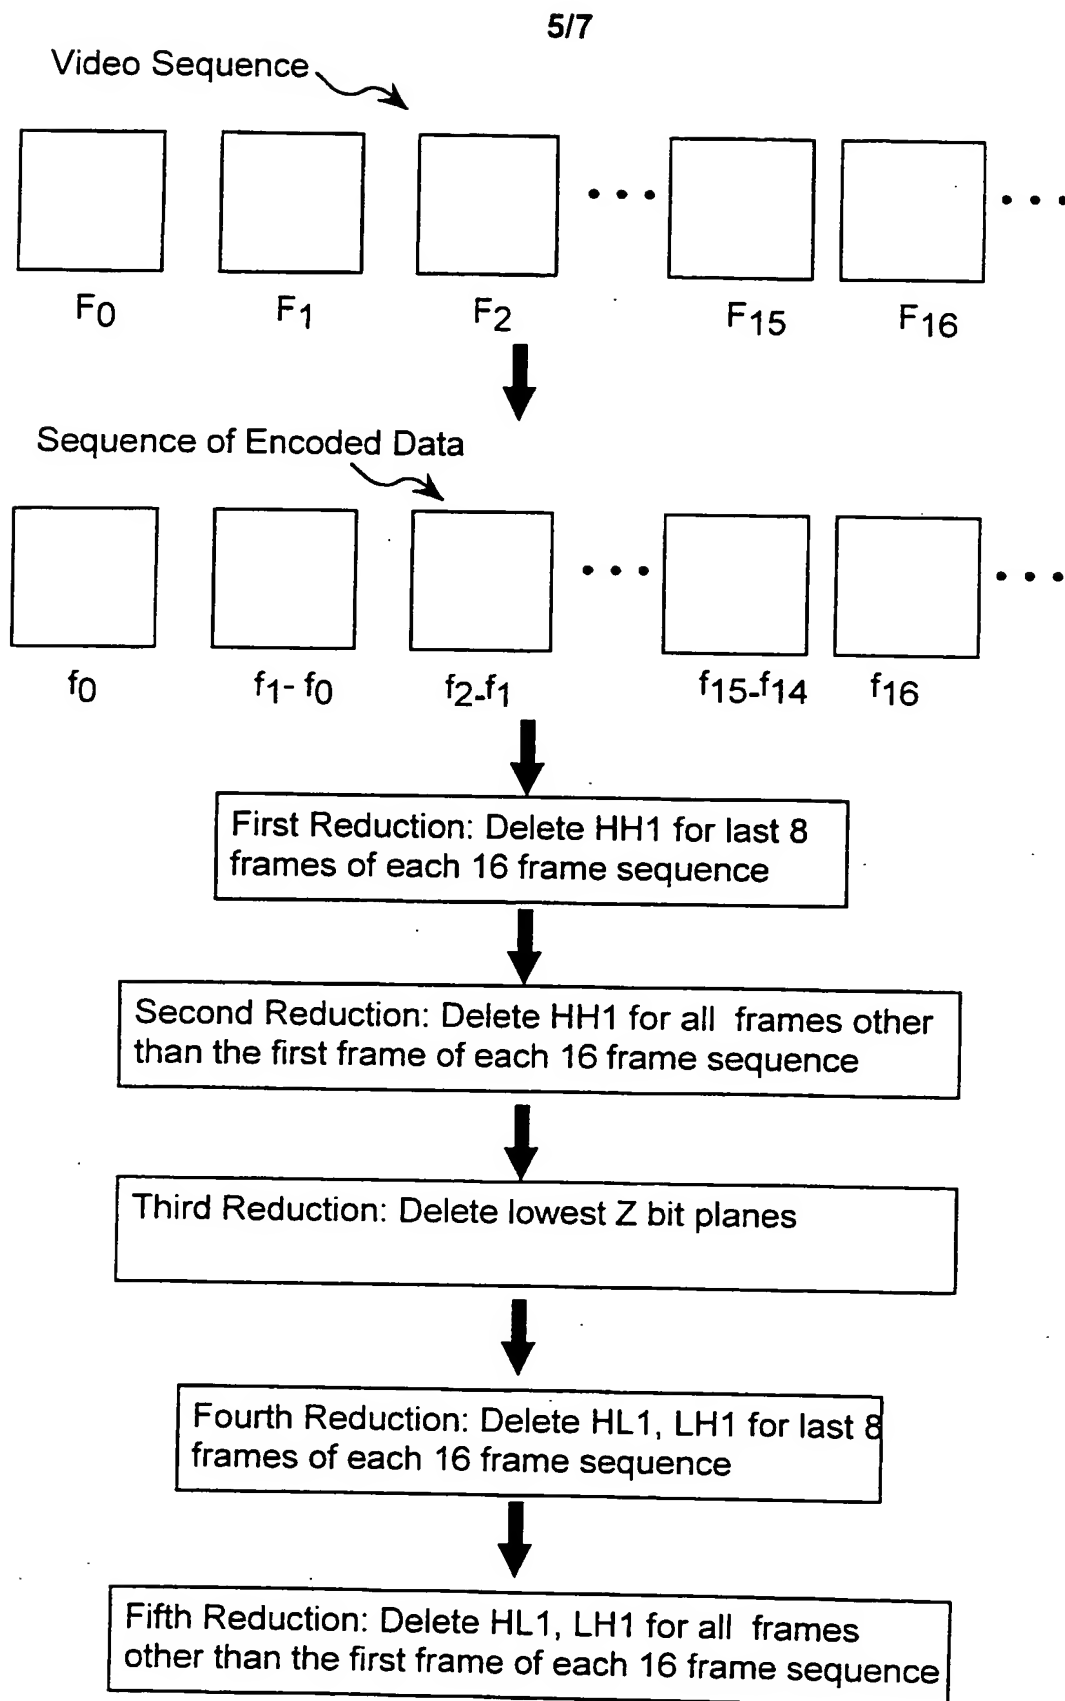 5/7
Video Sequence
F0 F1 F2 F15 F16
Sequence of Encoded Data
f0 f1- f0 f2-f1 f15-f14 f16
First Reduction: Delete HH1 for last 8
frames of each 16 frame sequence
Second Reduction: Delete HH1 for all frames other
than the first frame of each 16 frame sequence
Third Reduction: Delete lowest Z bit planes
Fourth Reduction: Delete HL1, LH1 for last 8
frames of each 16 frame sequence
Fifth Reduction: Delete HL1, LH1 for all frames
other than the first frame of each 16 frame sequence